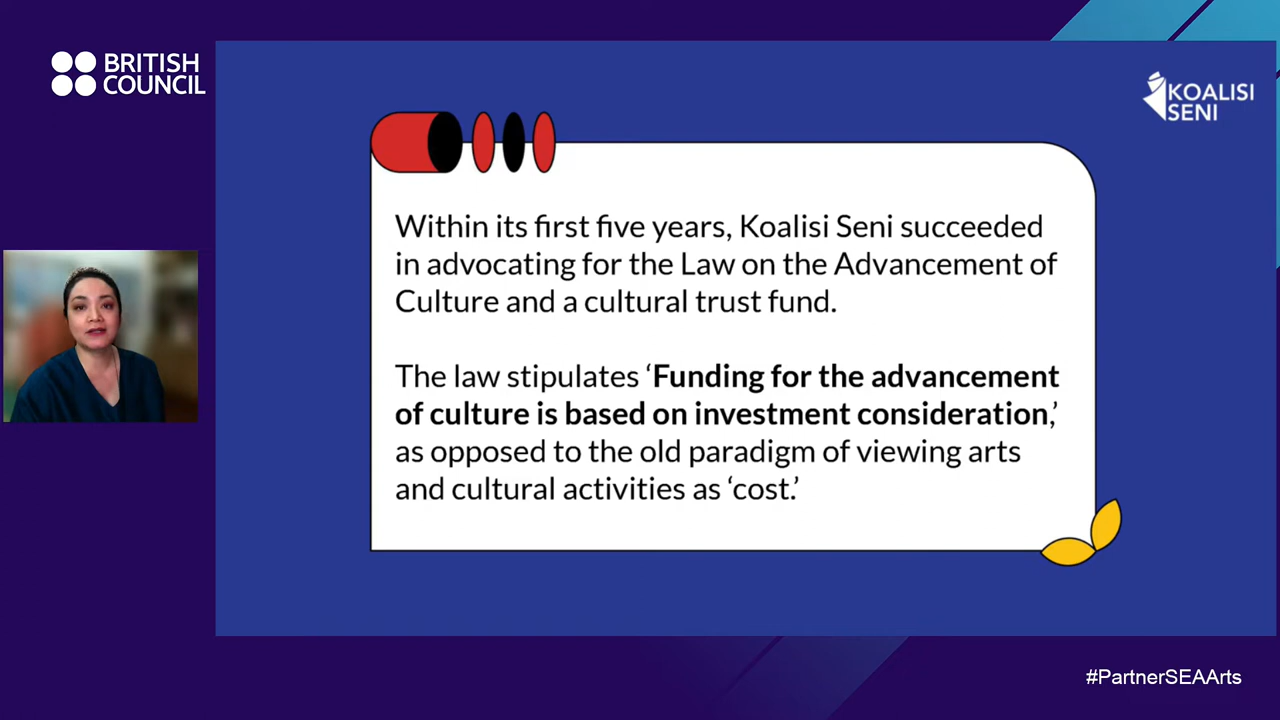 BRITISH
COUNCIL
KOALISI
SENI
Within its first five years, Koalisi Seni succeeded
in advocating for the Law on the Advancement of
Culture and a cultural trust fund.
The law stipulates ‘Funding for the advancement
of culture is based on investment consideration,’
as opposed to the old paradigm of viewing arts
and cultural activities as ‘cost.’
#PartnerSEAArts